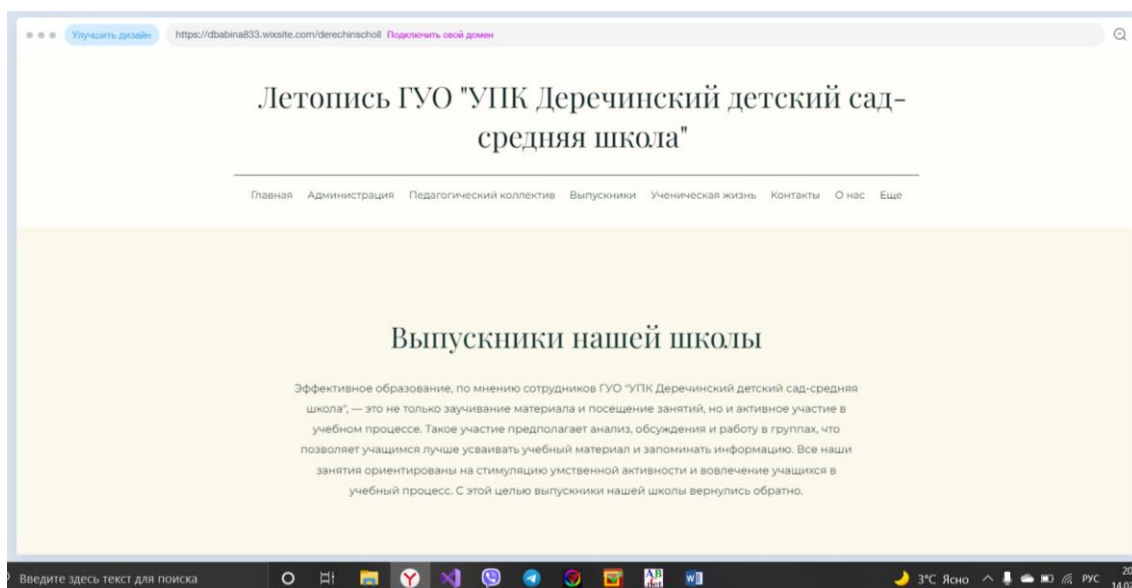 Улучшить дизайн https://dbabina833.wixsite.com/derechinscholl Подключить свой домен
Летопись ГУО "УПК Деречинский детский сад-
средняя школа"
Главная Администрация Педагогический коллектив Выпускники Ученическая жизнь Контакты О нас Еще
Выпускники нашей школы
Эффективное образование, по мнению сотрудников ГУО "УПК Деречинский детский сад-средняя
школа", — это не только заучивание материала и посещение занятий, но и активное участие в
учебном процессе. Такое участие предполагает анализ, обсуждения и работу в группах, что
позволяет учащимся лучше усваивать учебный материал и запоминать информацию. Все наши
занятия ориентированы на стимуляцию умственной активности и вовлечение учащихся в
учебный процесс. С этой целью выпускники нашей школы вернулись обратно.
Введите здесь текст для поиска
3°C Ясно РУС